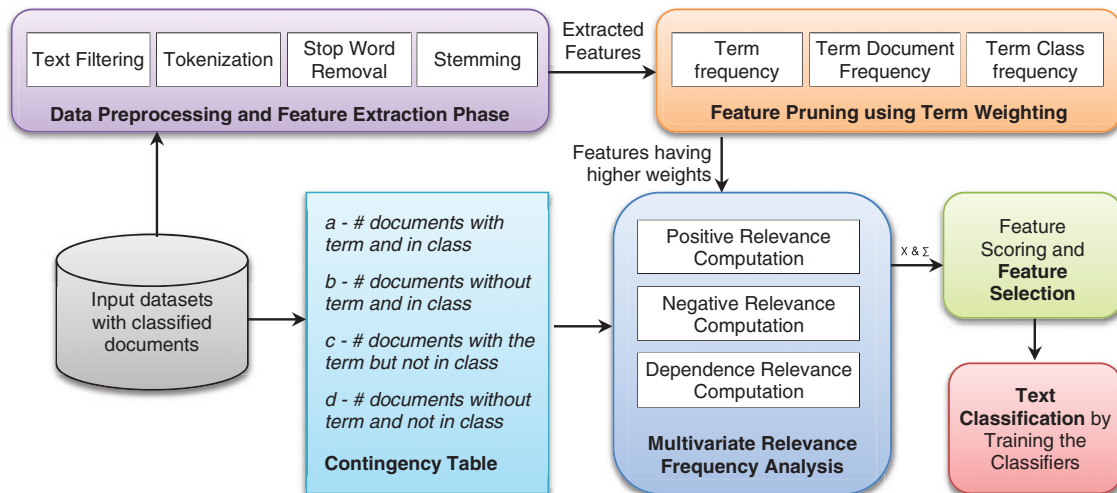 Text Filtering
Tokenization
Stop Word
Removal
Stemming
Data Preprocessing and Feature Extraction Phase
Extracted
Features
Term
frequency
Term Document
Frequency
Term Class
frequency
Feature Pruning using Term Weighting
Features having
higher weights
Input datasets
with classified
documents
a - # documents with
term and in class
b - # documents without
term and in class
c - # documents with the
term but not in class
d - # documents without
term and not in class
Contingency Table
Positive Relevance
Computation
Negative Relevance
Computation
Dependence Relevance
Computation
Multivariate Relevance
Frequency Analysis
X & Σ
Feature
Scoring and
Feature
Selection
Text
Classification by
Training the
Classifiers